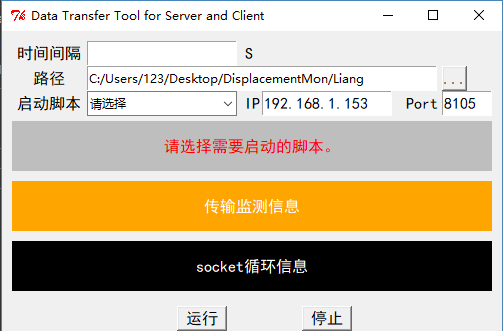 Data Transfer Tool for Server and Client
时间间隔 S
路径 C:/Users/123/Desktop/DisplacementMon/Liang ...
启动脚本 请选择 IP 192.168.1.153 Port 8105
请选择需要启动的脚本。
传输监测信息
socket循环信息
运行 停止